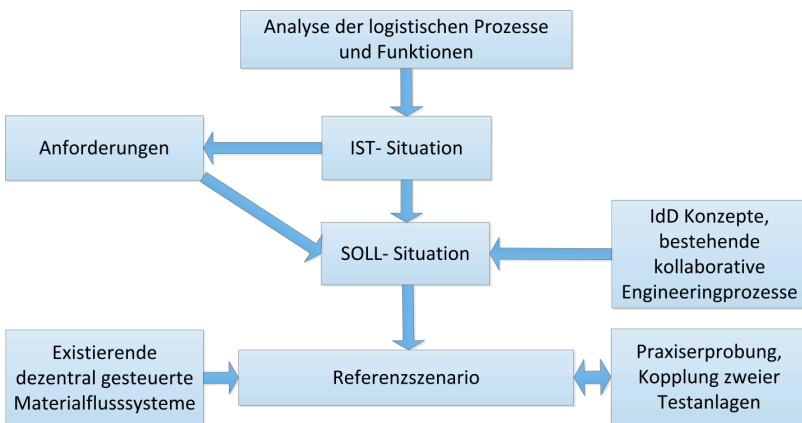 Analyse der logistischen Prozesse
und Funktionen
Anforderungen
IST- Situation
SOLL- Situation
IdD Konzepte,
bestehende
kollaborative
Engineeringprozesse
Existierende
dezentral gesteuerte
Materialflusssysteme
Referenzszenario
Praxiserprobung,
Kopplung zweier
Testanlagen